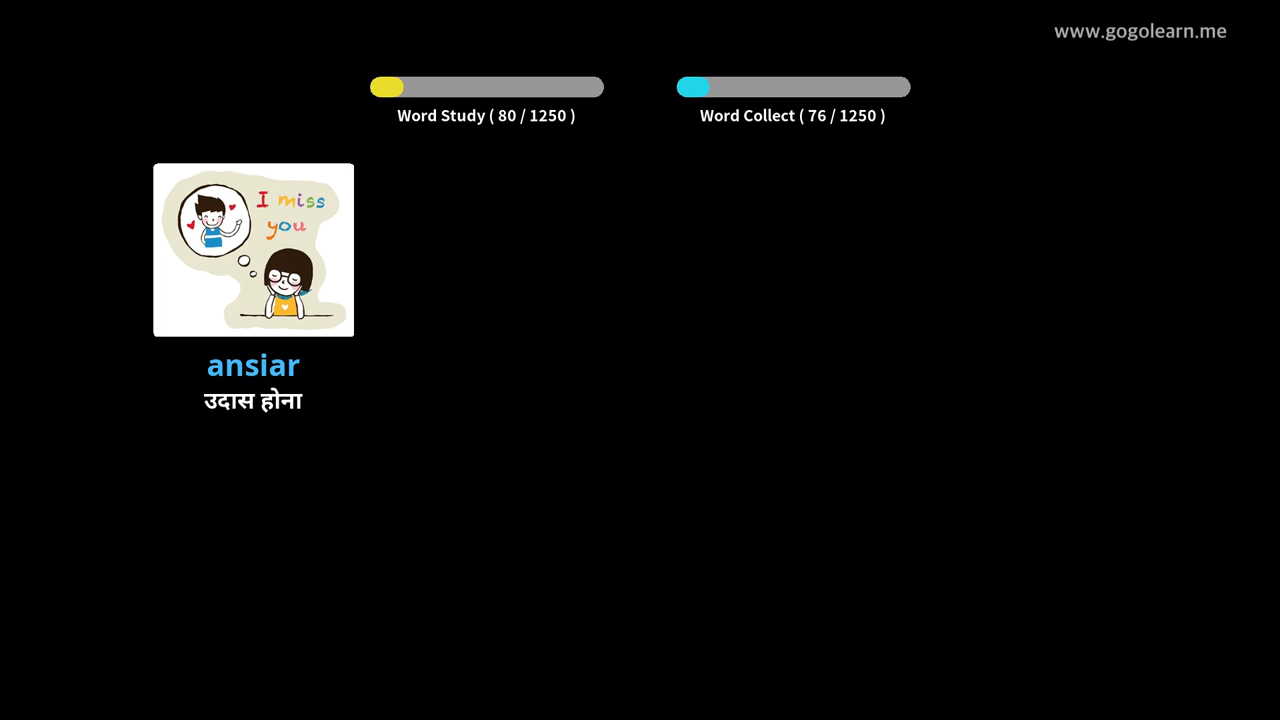 www.gogolearn.me
Word Study ( 80 / 1250 )
Word Collect ( 76 / 1250 )
I miss
you
ansiar
उदास होना